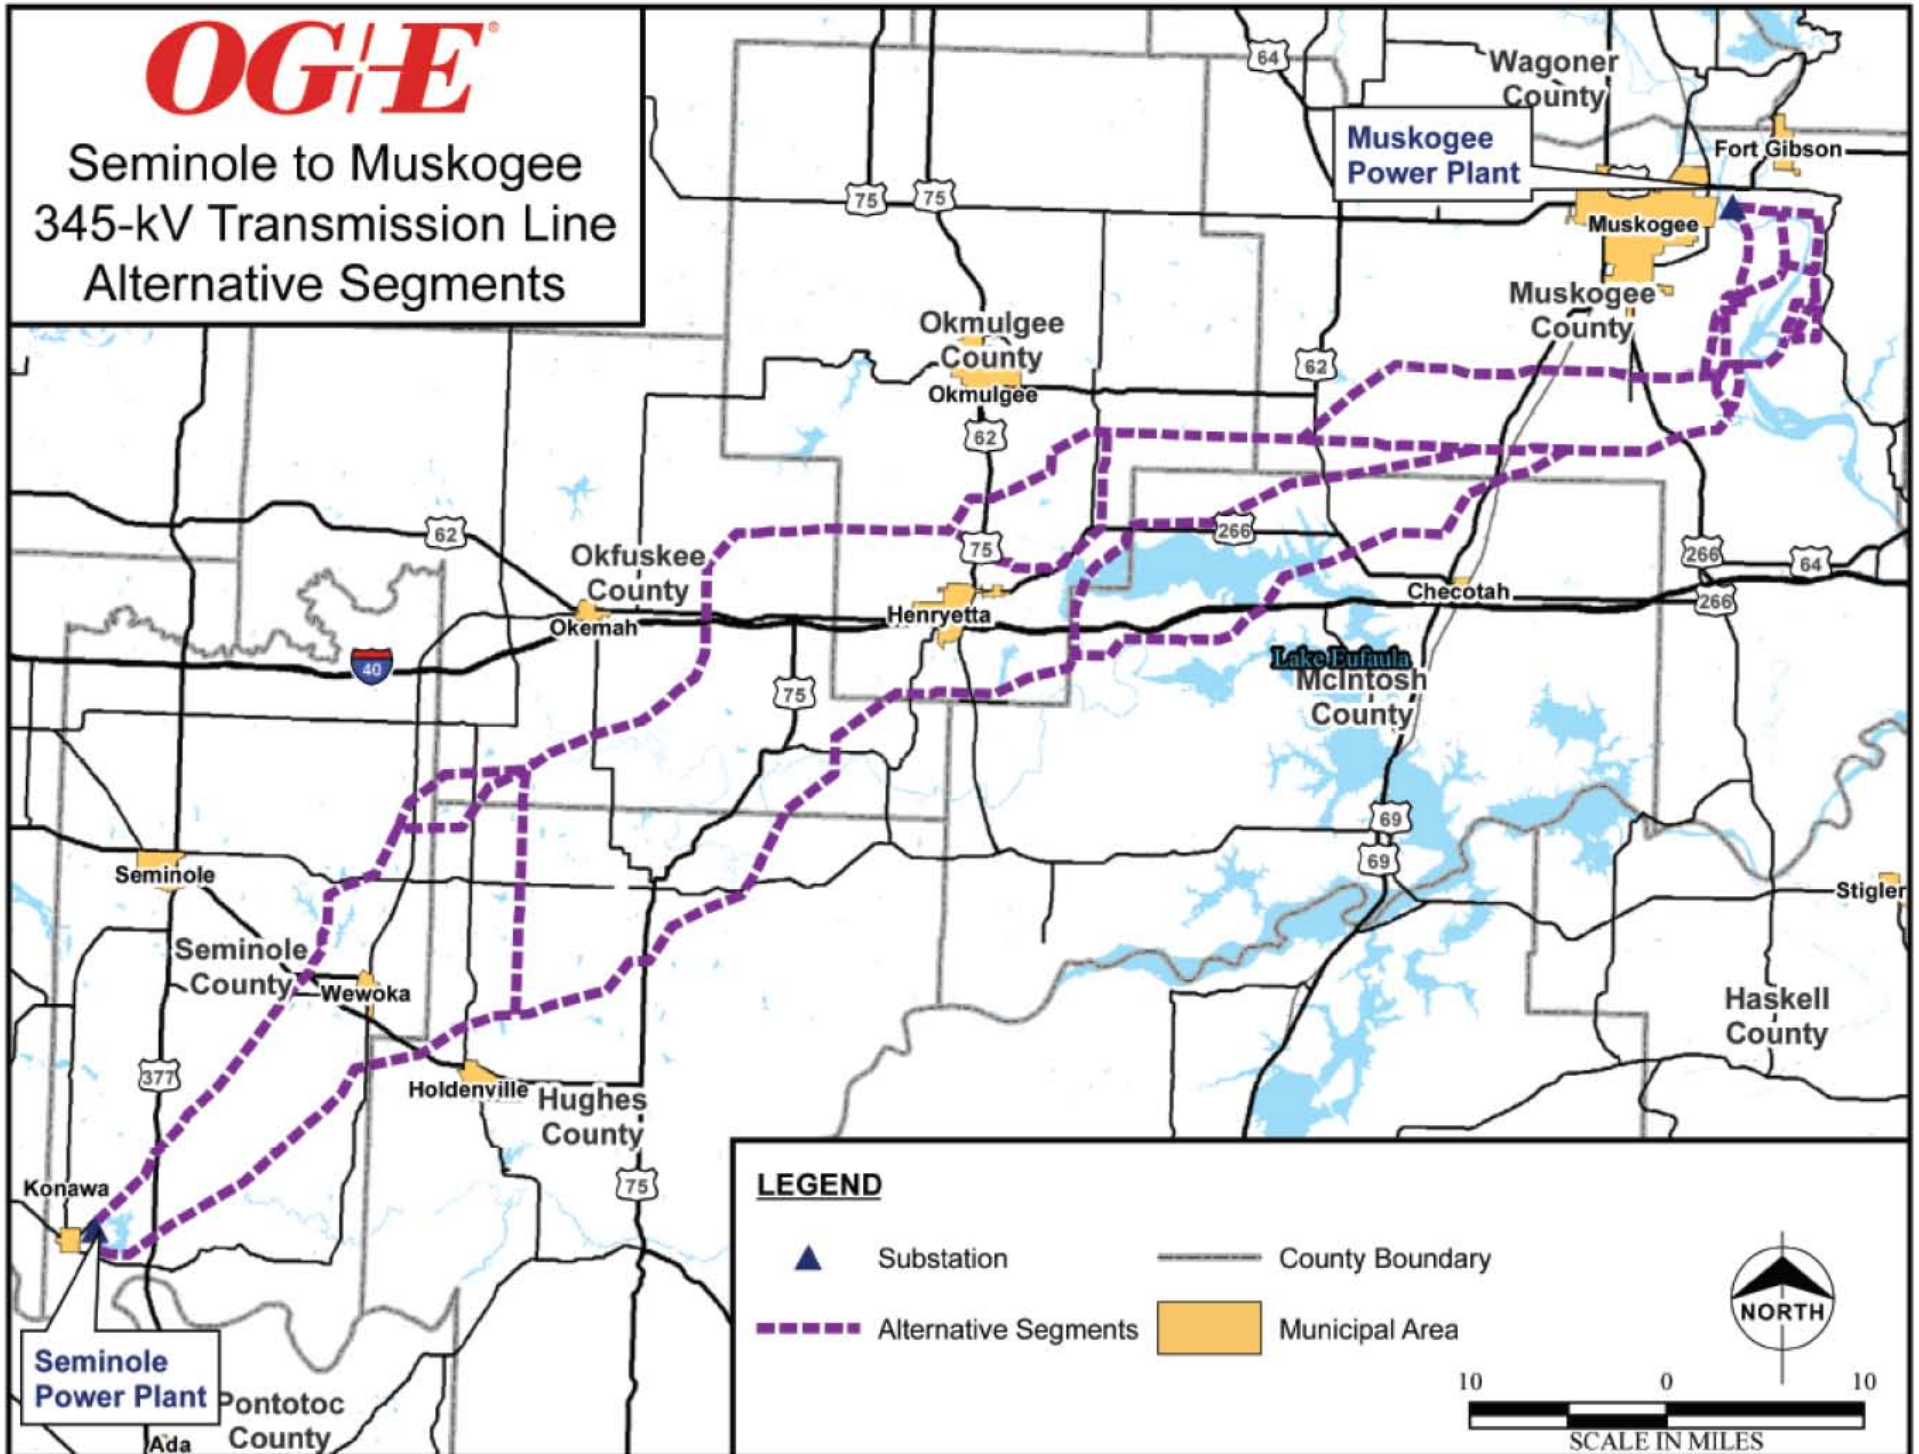 OG+E®
Seminole to Muskogee
345-kV Transmission Line
Alternative Segments
64
Wagoner
County
Muskogee
Power Plant
Fort Gibson
75
75
Muskogee
Muskogee
County
Okmulgee
County
62
Okmulgee
62
62
75
266
Okfuskee
County
266
64
Checotah
266
Henryetta
Okemah
40
Lake Eufaula
McIntosh
County
75
69
69
Seminole
Stigler
Seminole
County
Wewoka
Haskell
County
377
Holdenville
Hughes
County
75
Konawa
LEGEND
Substation
County Boundary
Alternative Segments
Municipal Area
NORTH
Seminole
Power Plant
Pontotoc
County
Ada
10 0 10
SCALE IN MILES